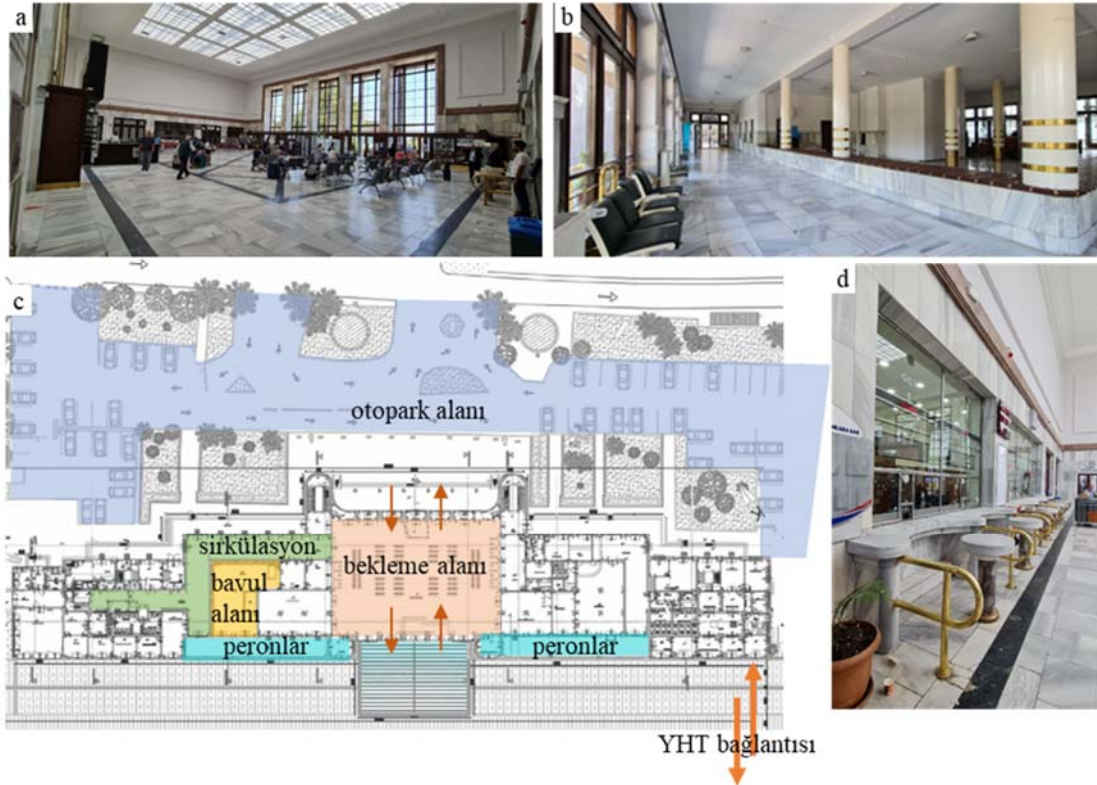 a
b
c
d
otopark alanı
sirkülasyon
bavul
alanı
bekleme alanı
peronlar
peronlar
YHT bağlantısı